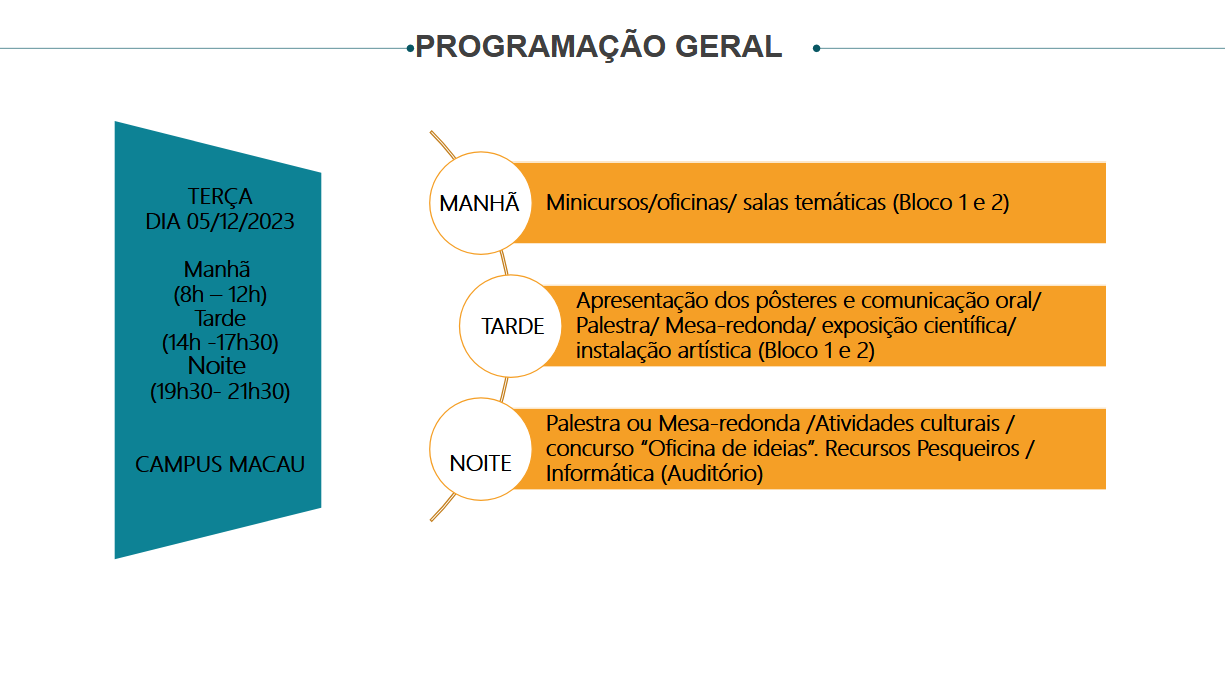 PROGRAMAÇÃO GERAL
TERÇA
DIA 05/12/2023
Manhã
(8h – 12h)
Tarde
(14h -17h30)
Noite
(19h30- 21h30)
CAMPUS MACAU
MANHÃ
Minicursos/oficinas/ salas temáticas (Bloco 1 e 2)
TARDE
Apresentação dos pôsteres e comunicação oral/
Palestra/ Mesa-redonda/ exposição científica/
instalação artística (Bloco 1 e 2)
NOITE
Palestra ou Mesa-redonda /Atividades culturais /
concurso “Oficina de ideias”. Recursos Pesqueiros /
Informática (Auditório)